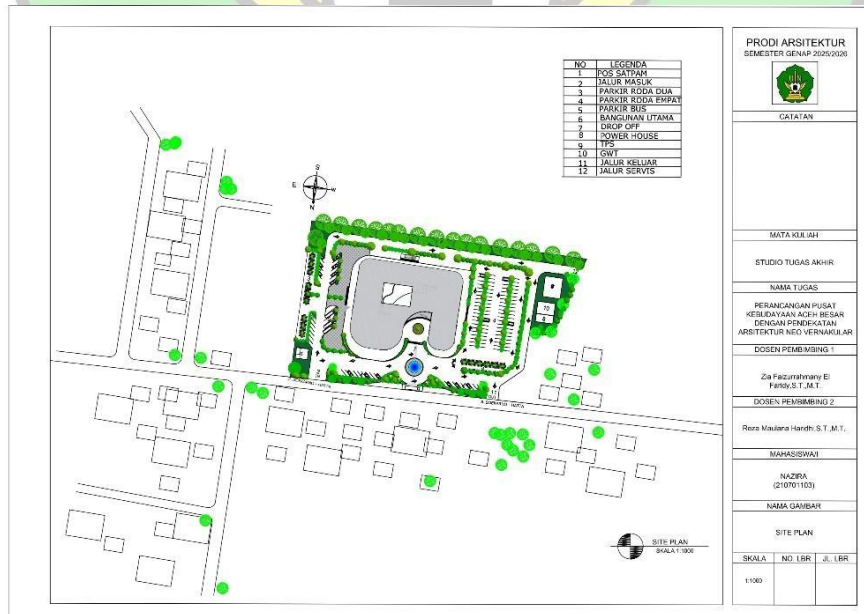 NO LEGENDA
1 POS SATPAM
2 JALUR MASUK
3 PARKIR RODA DUA
4 PARKIR RODA EMPAT
5 PARKIR BUS
6 BANGUNAN UTAMA
7 DROP OFF
8 POWER HOUSE
9 TPS
10 GWT
11 JALUR KELUAR
12 JALUR SERVIS
S
E W
N
SITE PLAN
SKALA 1:1000
PRODI ARSITEKTUR
SEMESTER GENAP 2025/2026
CATATAN
MATA KULIAH
STUDIO TUGAS AKHIR
NAMA TUGAS
PERANCANGAN PUSAT
KEBUDAYAAN ACEH BESAR
DENGAN PENDEKATAN
ARSITEKTUR NEO VERNAKULAR
DOSEN PEMBIMBING 1
Zia Faizurrahmany El
Faridy,S.T.,M.T.
DOSEN PEMBIMBING 2
Reza Maulana Haridhi,S.T.,M.T.
MAHASISWA/I
NAZIRA
(210701103)
NAMA GAMBAR
SITE PLAN
SKALA NO. LBR JL. LBR
1:1000